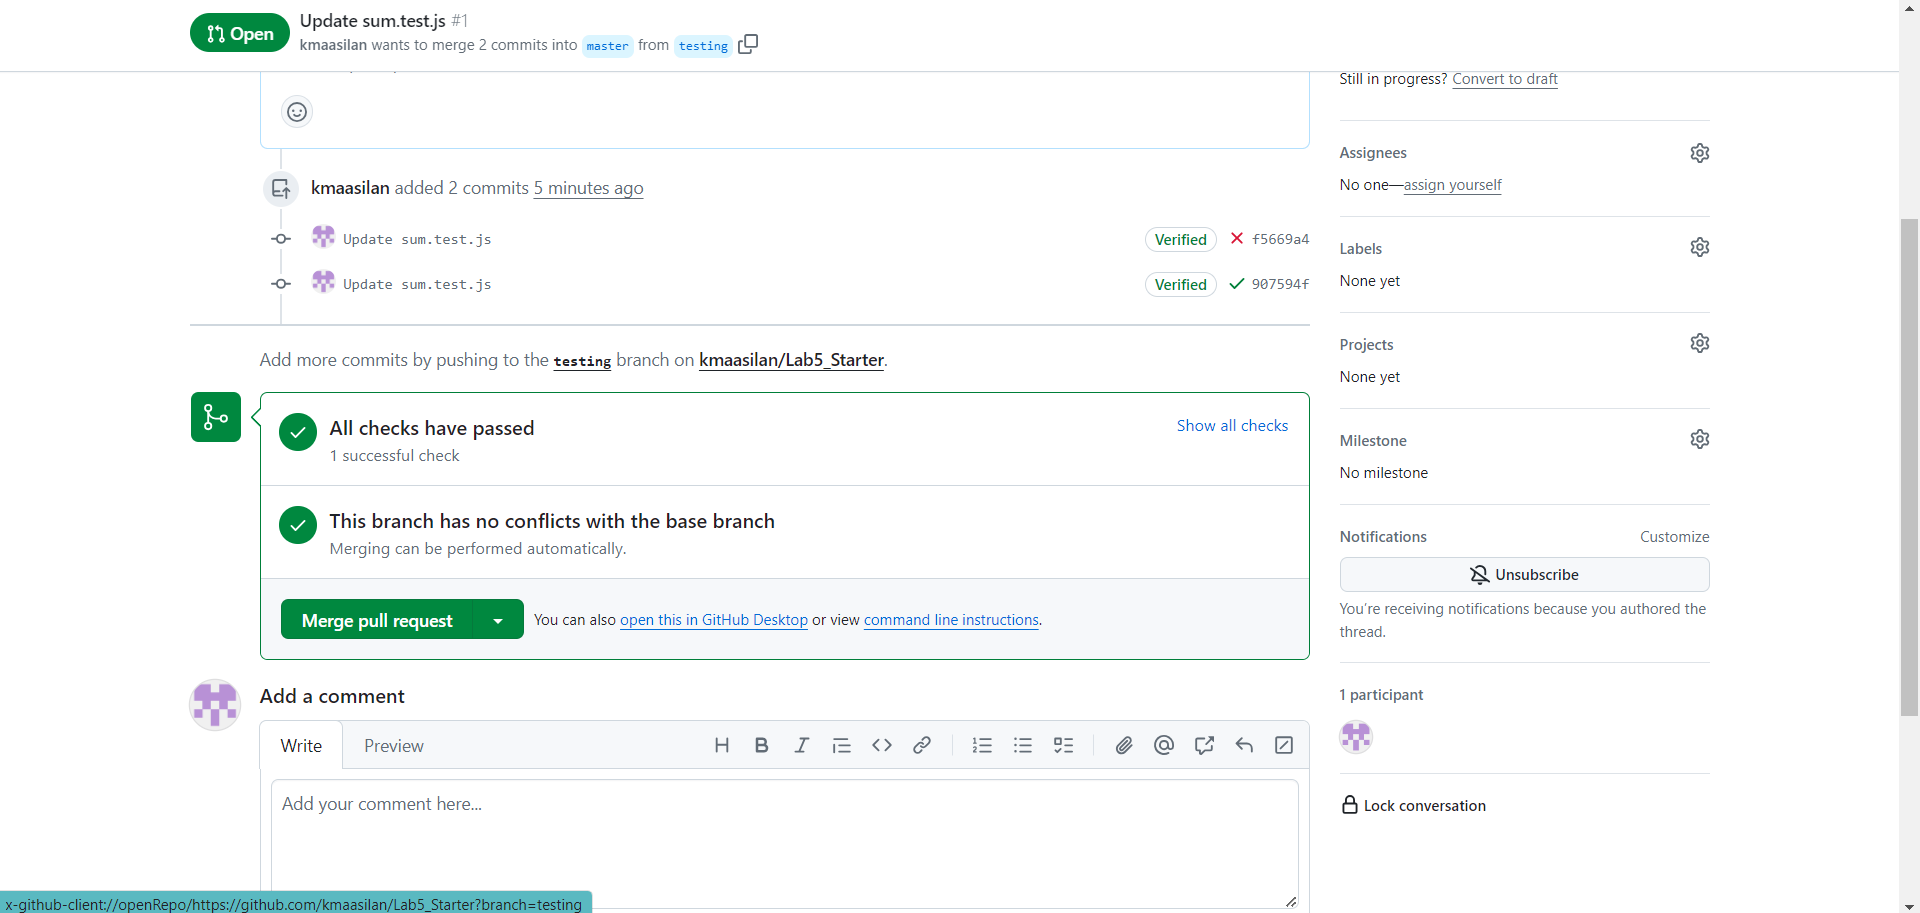 Open
Update sum.test.js #1
kmaasilan wants to merge 2 commits into master from testing
Still in progress? Convert to draft
kmaasilan added 2 commits 5 minutes ago
Update sum.test.js Verified f5669a4
Update sum.test.js Verified 907594f
Add more commits by pushing to the testing branch on kmaasilan/Lab5_Starter.
All checks have passed
1 successful check
Show all checks
This branch has no conflicts with the base branch
Merging can be performed automatically.
Merge pull request
You can also open this in GitHub Desktop or view command line instructions.
Add a comment
Write Preview
Add your comment here...
Assignees
No one—assign yourself
Labels
None yet
Projects
None yet
Milestone
No milestone
Notifications Customize
Unsubscribe
You're receiving notifications because you authored the
thread.
1 participant
Lock conversation
x-github-client://openRepo/https://github.com/kmaasilan/Lab5_Starter?branch=testing